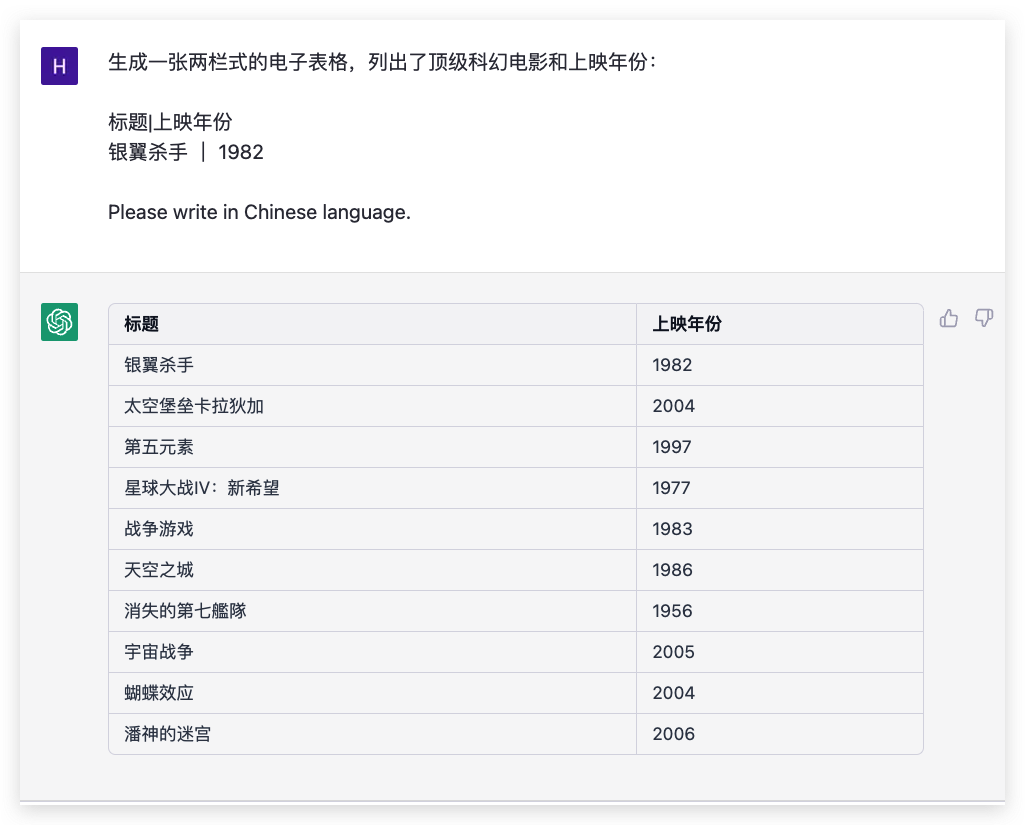 H
生成一张两栏式的电子表格，列出了顶级科幻电影和上映年份：
标题|上映年份
银翼杀手 | 1982
Please write in Chinese language.
标题 上映年份
银翼杀手 1982
太空堡垒卡拉狄加 2004
第五元素 1997
星球大战IV：新希望 1977
战争游戏 1983
天空之城 1986
消失的第七艦隊 1956
宇宙战争 2005
蝴蝶效应 2004
潘神的迷宫 2006